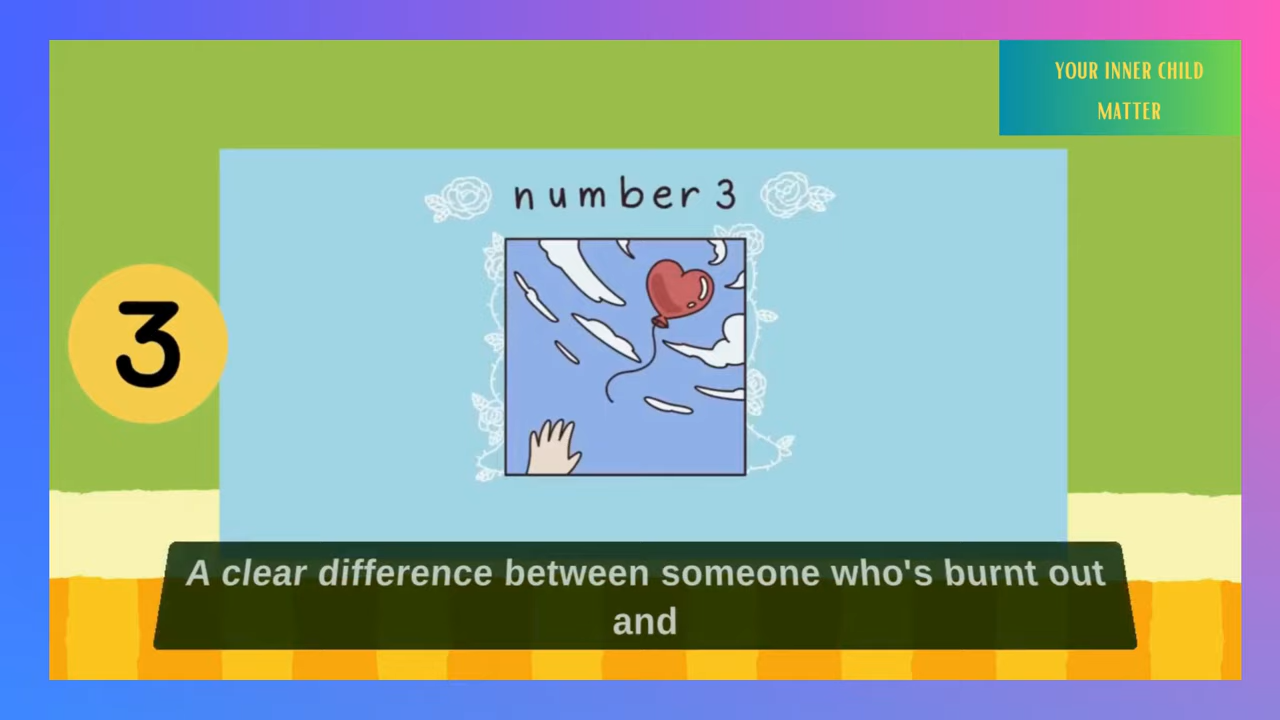 YOUR INNER CHILD
MATTER
number 3
3
A clear difference between someone who's burnt out
and